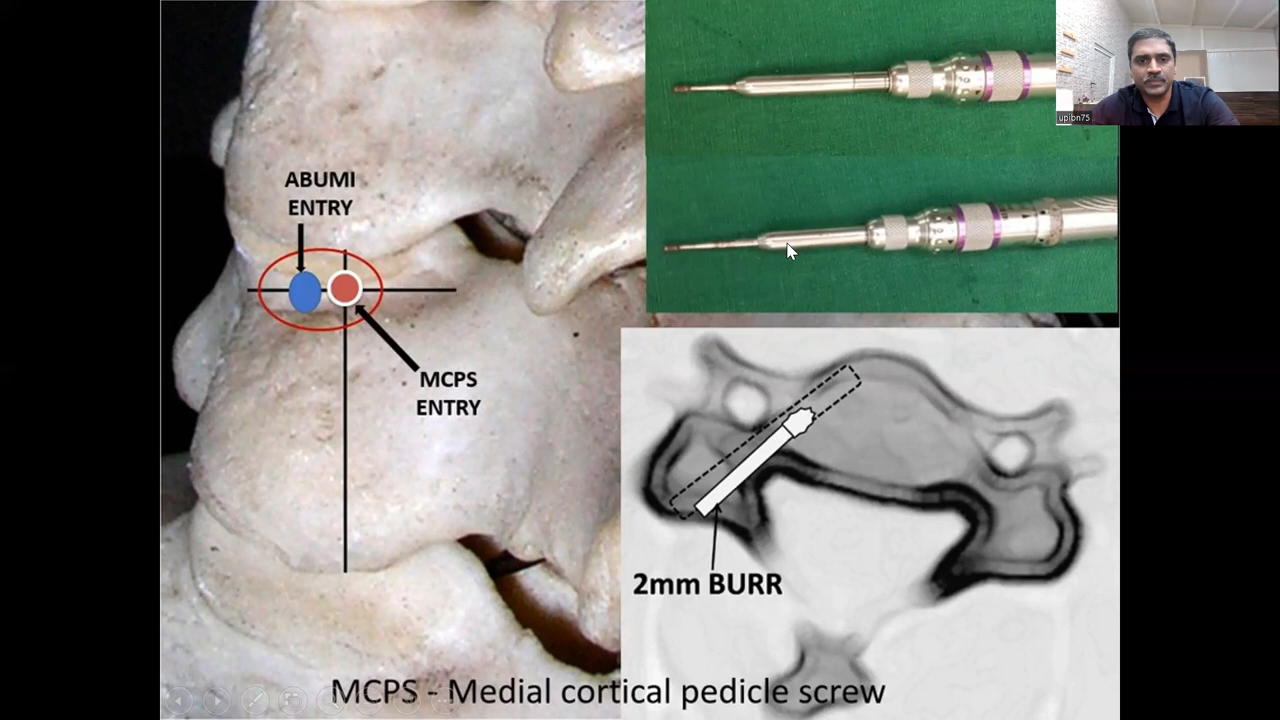 ABUMI
ENTRY
MCPS
ENTRY
upibn75
2mm BURR
MCPS - Medial cortical pedicle screw